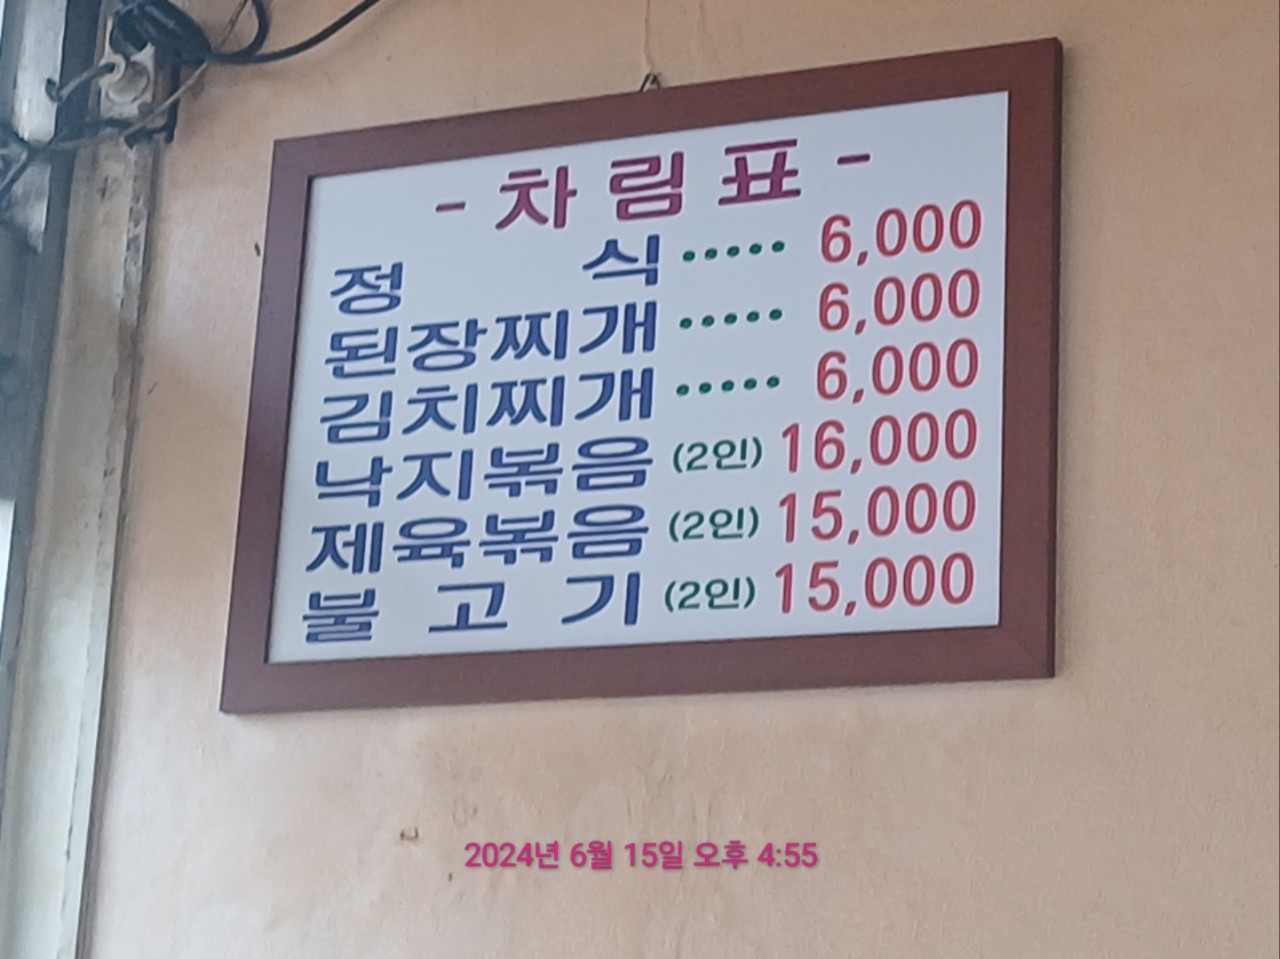 - 차림표 -
정식 ····· 6,000
된장찌개 ····· 6,000
김치찌개 ····· 6,000
낙지볶음 (2인) 16,000
제육볶음 (2인) 15,000
불고기 (2인) 15,000
2024년 6월 15일 오후 4:55